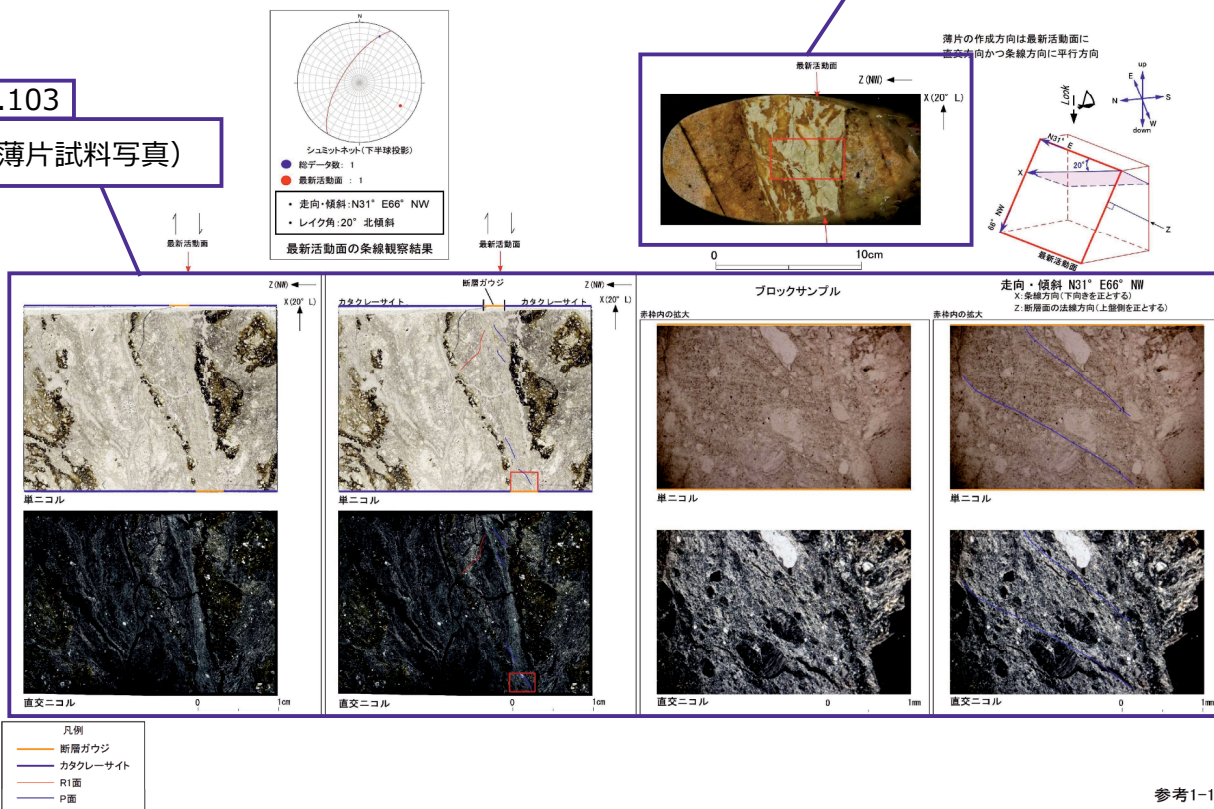 .103
薄片試料写真）
N
シュミットネット(下半球投影)
総データ数： 1
最新活動面 ： 1
・ 走向・傾斜:N31° E66° NW
・ レイク角:20° 北傾斜
最新活動面の条線観察結果
最新活動面
Z (NW)
X (20° L)
0 10cm
薄片の作成方向は最新活動面に
直交方向かつ条線方向に平行方向
Look
up
E
N
S
W
down
N31° E
20°
X
66° NW
Z
最新活動面
最新活動面
Z (NW)
X (20° L)
単ニコル
直交ニコル
0 1cm
最新活動面
断層ガウジ
Z (NW)
カタクレーサイト
カタクレーサイト
X (20° L)
単ニコル
直交ニコル
0 1cm
ブロックサンプル
赤枠内の拡大
単ニコル
直交ニコル
0 1mm
走向・傾斜 N31° E66° NW
X:条線方向(下向きを正とする)
Z:断層面の法線方向(上盤側を正とする)
赤枠内の拡大
単ニコル
直交ニコル
0 1mm
凡例
断層ガウジ
カタクレーサイト
R1面
P面
参考1-1